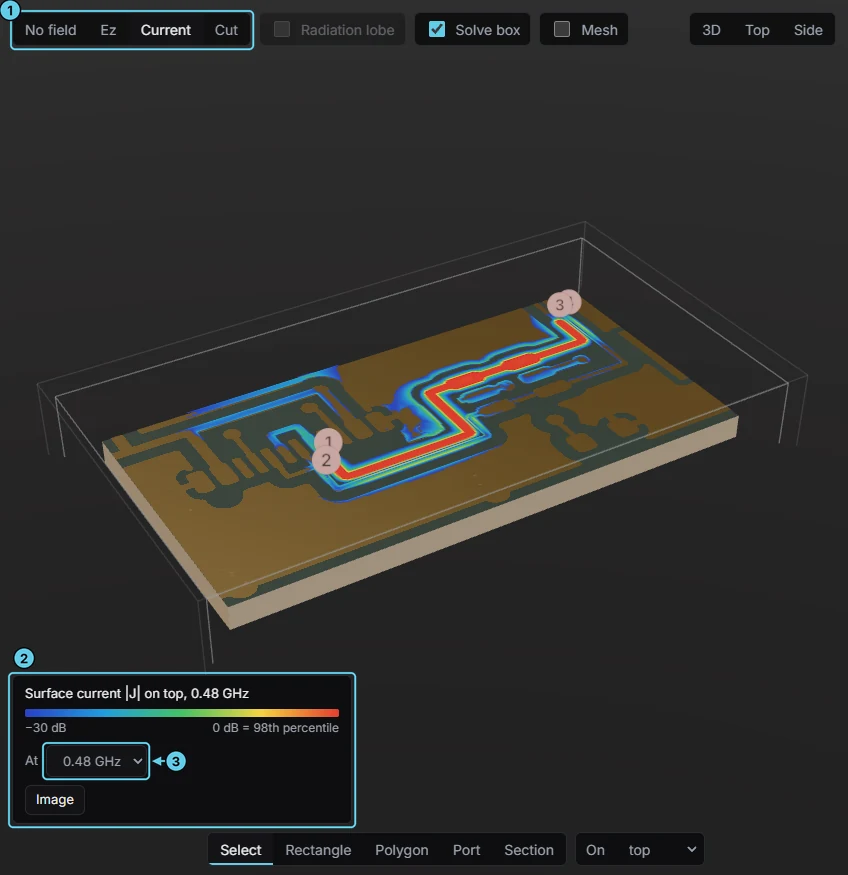 1
No field Ez Current Cut Radiation lobe Solve box Mesh 3D Top Side
3
1
2
2
Surface current |J| on top, 0.48 GHz
−30 dB 0 dB = 98th percentile
At 0.48 GHz 3
Image
Select Rectangle Polygon Port Section On top